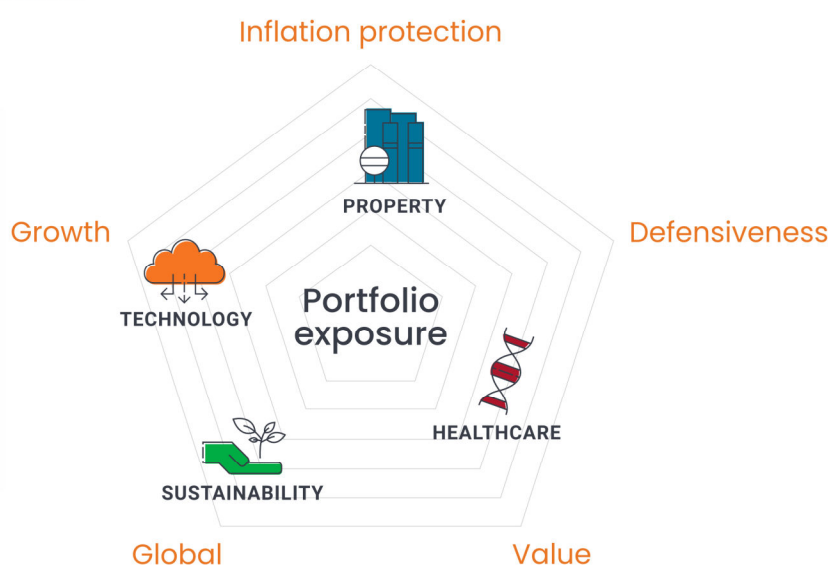 Inflation protection
PROPERTY
Growth
Defensiveness
TECHNOLOGY
Portfolio
exposure
HEALTHCARE
SUSTAINABILITY
Global
Value